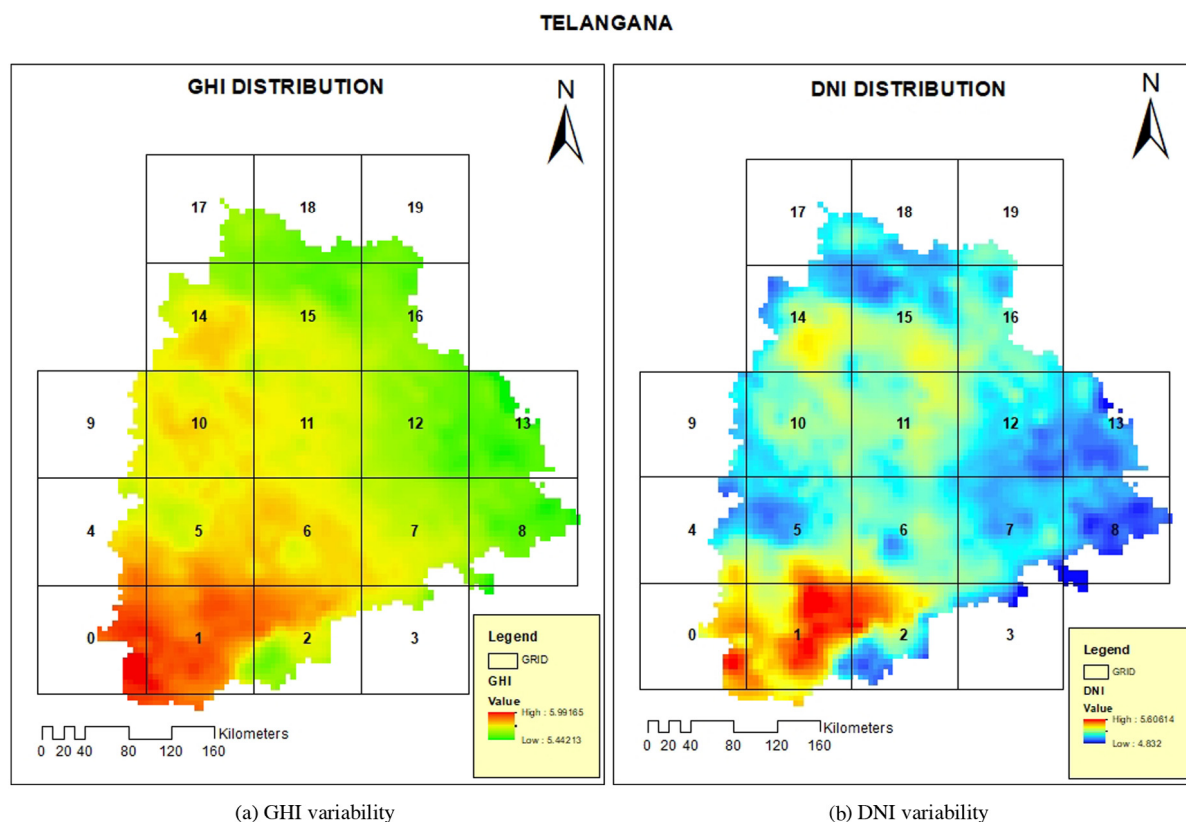 TELANGANA
GHI DISTRIBUTION
N
17 18 19
14 15 16
9 10 11 12 13
4 5 6 7 8
0 1 2 3
Legend
GRID
GHI
Value
High : 5.99165
Low : 5.44213
Kilometers
0 20 40 80 120 160
(a) GHI variability
DNI DISTRIBUTION
N
17 18 19
14 15 16
9 10 11 12 13
4 5 6 7 8
0 1 2 3
Legend
GRID
DNI
Value
High : 5.60614
Low : 4.832
Kilometers
0 20 40 80 120 160
(b) DNI variability